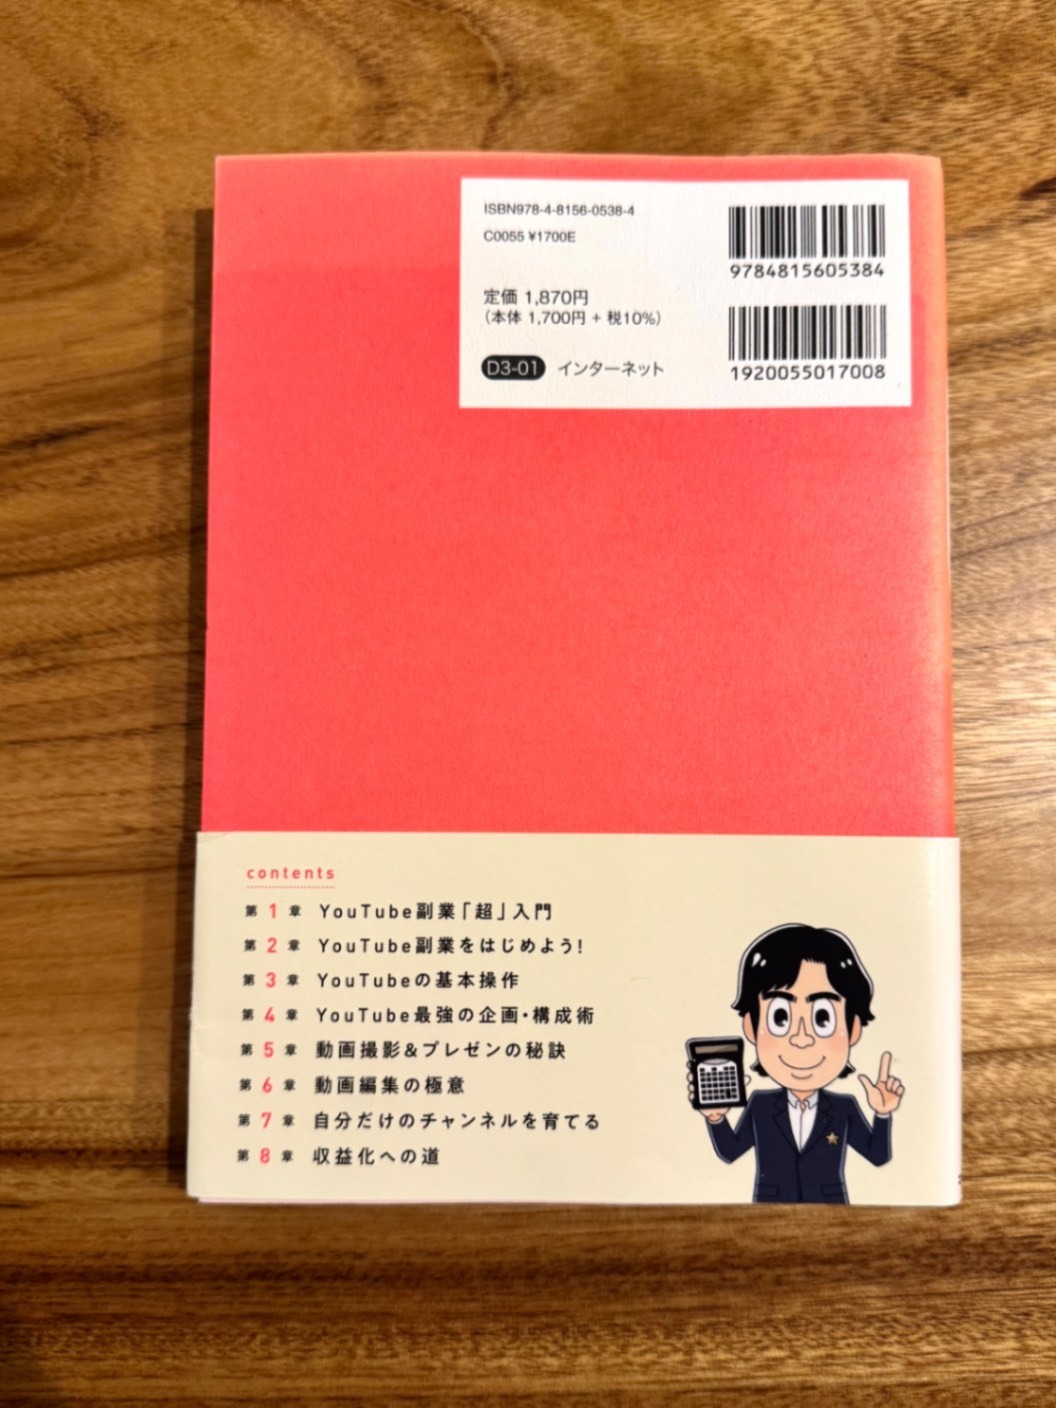 ISBN978-4-8156-0538-4
C0055 ¥1700E
定価 1,870円
（本体 1,700円 + 税10%）
D3-01 インターネット
9784815605384
1920055017008
contents
第1章 YouTube副業「超」入門
第2章 YouTube副業をはじめよう!
第3章 YouTubeの基本操作
第4章 YouTube最強の企画・構成術
第5章 動画撮影&プレゼンの秘訣
第6章 動画編集の極意
第7章 自分だけのチャンネルを育てる
第8章 収益化への道